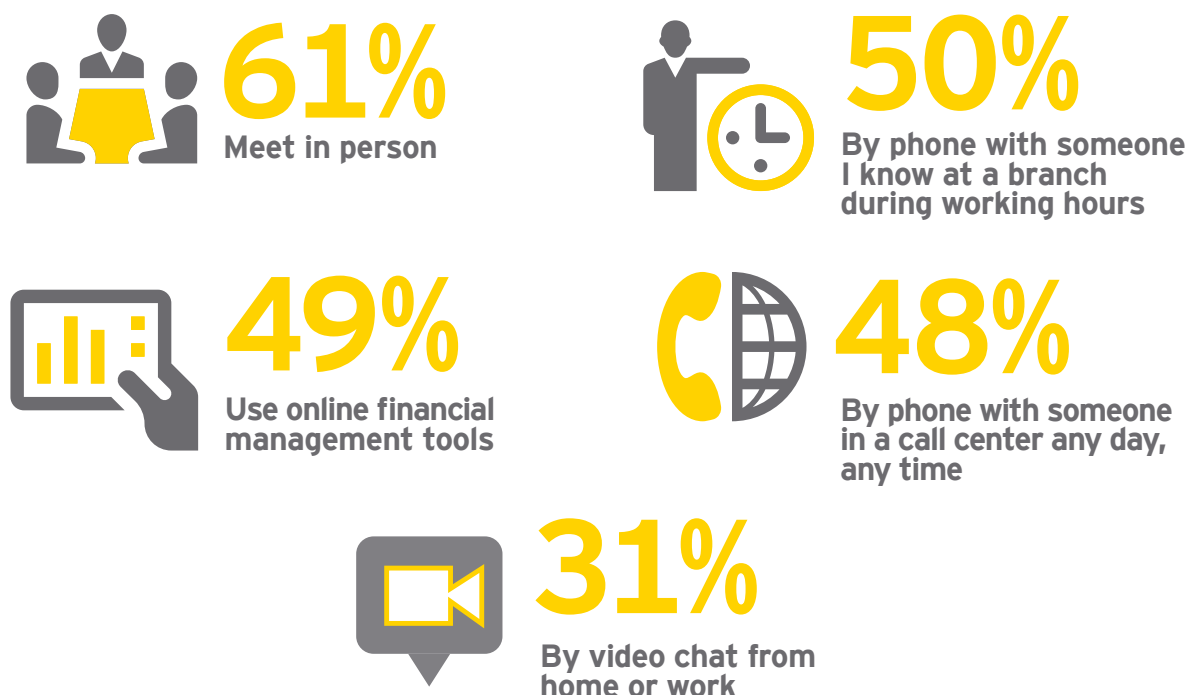 61%
Meet in person
50%
By phone with someone
I know at a branch
during working hours
49%
Use online financial
management tools
48%
By phone with someone
in a call center any day,
any time
31%
By video chat from
home or work